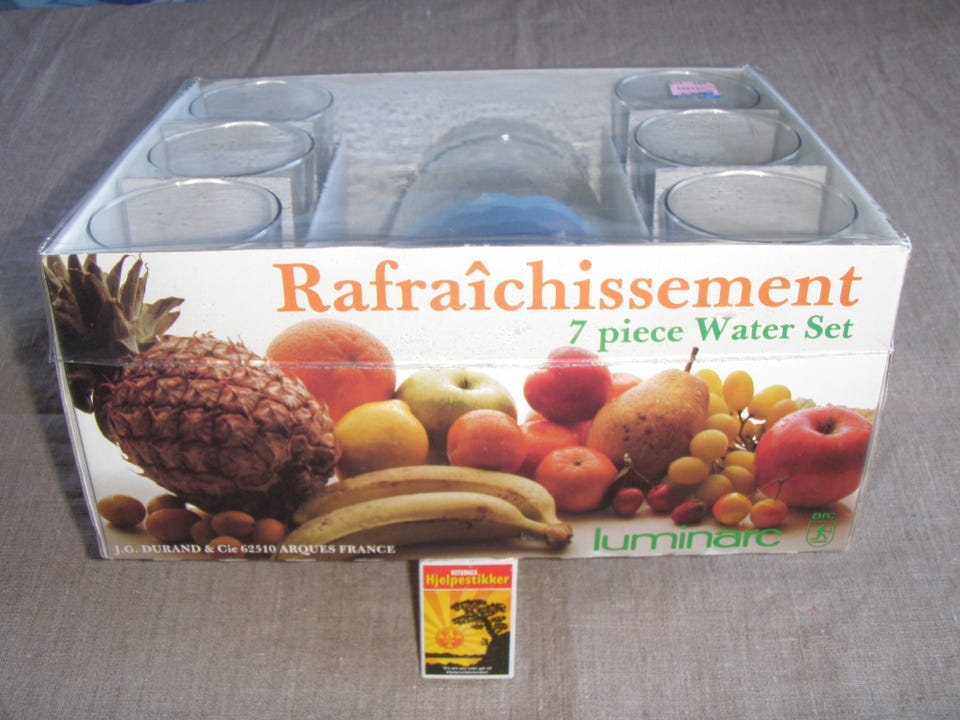 Rafraîchissement
7 piece Water Set
J.G. DURAND & Cie 62510 ARQUES FRANCE
luminarc
arc
Hjelpestikker